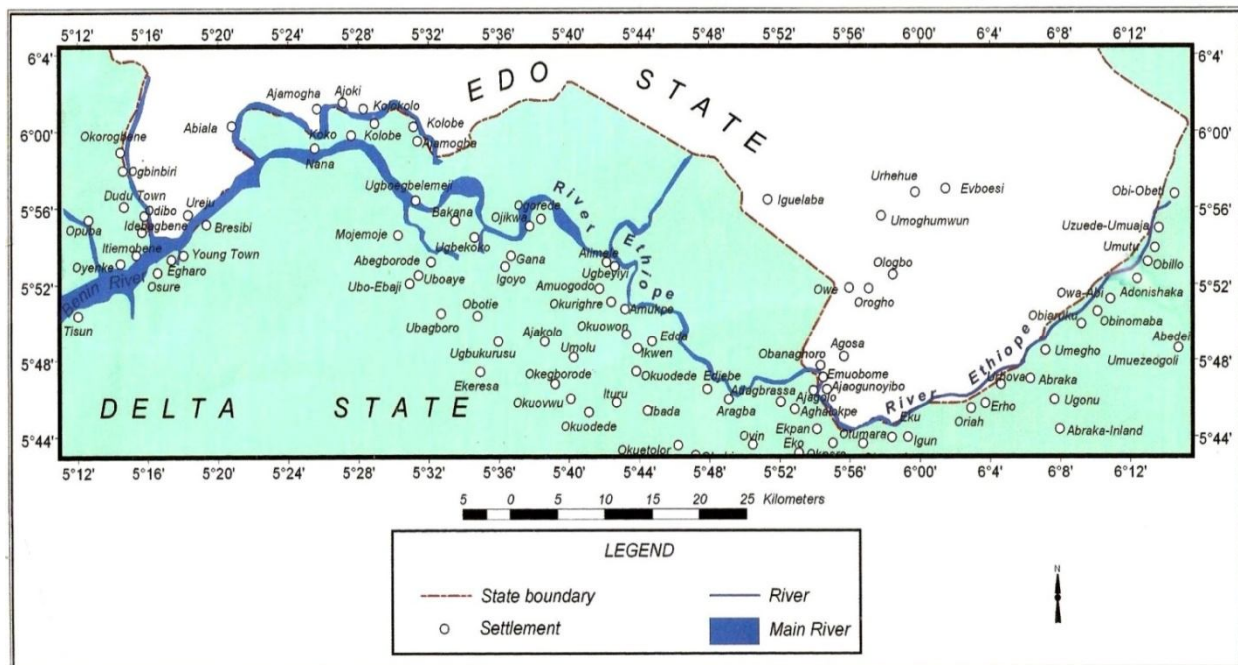 5°12' 5°16' 5°20' 5°24' 5°28' 5°32' 5°36' 5°40' 5°44' 5°48' 5°52' 5°56' 6°00' 6°4' 6°8' 6°12'
6°4' 6°4'
EDO STATE
Ajoki
Ajamogha
Kolokolo
Abiala
Koko
Kolobe
Kolobe
Ajamogha
6°00' 6°00'
Okorogbene
Nana
Ogbinbiri
Ugboegbelemeji
Urhehue
Evboesi
Iguelaba
Obi-Obeti
Dudu Town
Ureju
Odibo
Bakana
Ojikwa
Ogorede
River Ethiope
Umoghumwun
5°56' 5°56'
Opuba
Idebagbene
Bresibi
Mojemoje
Ugbekoko
Uzuede-Umuaja
Umutu
Itiemobene
Young Town
Abegborode
Gana
Alimele
Ologbo
Obillo
Oyenke
Egharo
Uboaye
Igoyo
Ugbeyiyi
Adonishaka
Benin River
Osure
Ubo-Ebaji
Amuogodo
Owe
Orogho
Owa-Abi
5°52' 5°52'
Tisun
Obotie
Okurighre
Amukpe
Obiaruku
Obinomaba
Ubagboro
Okuowon
Abedei
Ugbukurusu
Ajakolo
Umolu
Edda
Ikwen
Obanaghoro
Agosa
River Ethiope
Umegho
Umuezeogoli
5°48' 5°48'
Ekeresa
Okegborode
Okuodede
Edjebe
Adagbrassa
Emuobome
Ajaogunoyibo
Urhova
Abraka
Okuovwu
Ituru
Ibada
Aragba
Ajagolo
Aghalokpe
River
Erho
Ugonu
DELTA STATE
Okuodede
Ekpan
Otumara
Eku
Oriah
Abraka-Inland
5°44' 5°44'
Okuetolor
Ovin
Eko
Igun
5°12' 5°16' 5°20' 5°24' 5°28' 5°32' 5°36' 5°40' 5°44' 5°48' 5°52' 5°56' 6°00' 6°4' 6°8' 6°12'
5 0 5 10 15 20 25 Kilometers
LEGEND
State boundary
River
Settlement
Main River
N